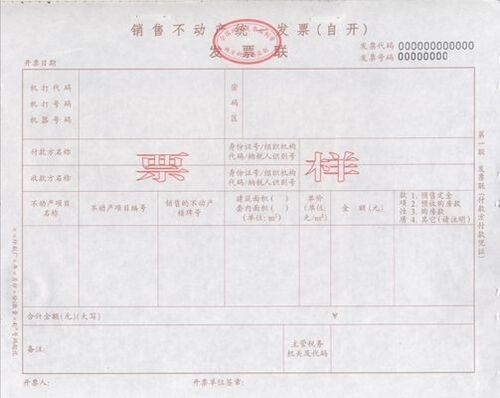 销售不动产统 发票(自开)
发 票 联
发票代码 000000000000
发票号码 00000000
开票日期
机打代码
机打号码
机器号码
密码区
付款方名称
身份证号/组织机构代码/纳税人识别号
收款方名称
身份证号/组织机构代码/纳税人识别号
票样
不动产项目名称
不动产项目编号
销售的不动产楼牌号
建筑面积( )
套内面积( )
(单位:m²)
单价(单位:元/m²)
金 额(元)
款项性质
1. 预售定金
2. 预收购房款
3. 购房款
4. 其它(请注明)
合计金额(元)(大写)
¥
备注:
主管税务机关及代码
开票人:
开票单位签章:
第一联 发票联(付款方付款凭证)